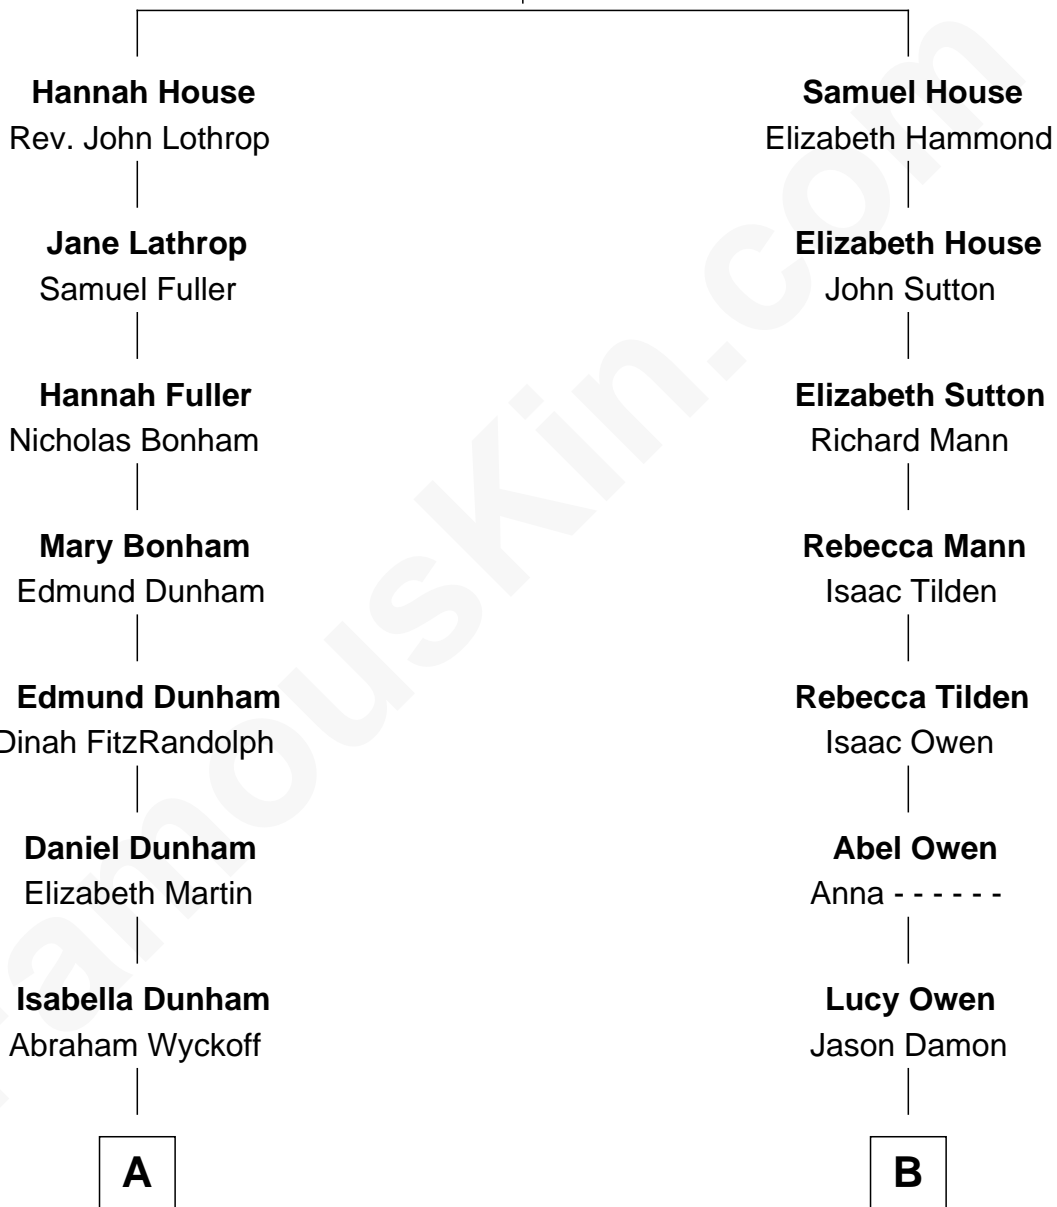 Hannah House
Rev. John Lothrop
Jane Lathrop
Samuel Fuller
Hannah Fuller
Nicholas Bonham
Mary Bonham
Edmund Dunham
Edmund Dunham
Dinah FitzRandolph
Daniel Dunham
Elizabeth Martin
Isabella Dunham
Abraham Wyckoff
A
Samuel House
Elizabeth Hammond
Elizabeth House
John Sutton
Elizabeth Sutton
Richard Mann
Rebecca Mann
Isaac Tilden
Rebecca Tilden
Isaac Owen
Abel Owen
Anna - - - - - -
Lucy Owen
Jason Damon
B
FamousKin.com